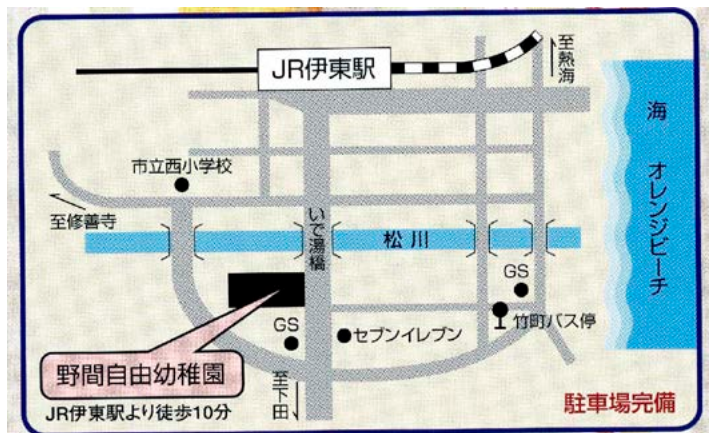 JR伊東駅
至熱海
海 オレンジビーチ
市立西小学校
至修善寺
いで湯橋
松川
GS
竹町バス停
GS
セブンイレブン
野間自由幼稚園
至下田
JR伊東駅より徒歩10分
駐車場完備